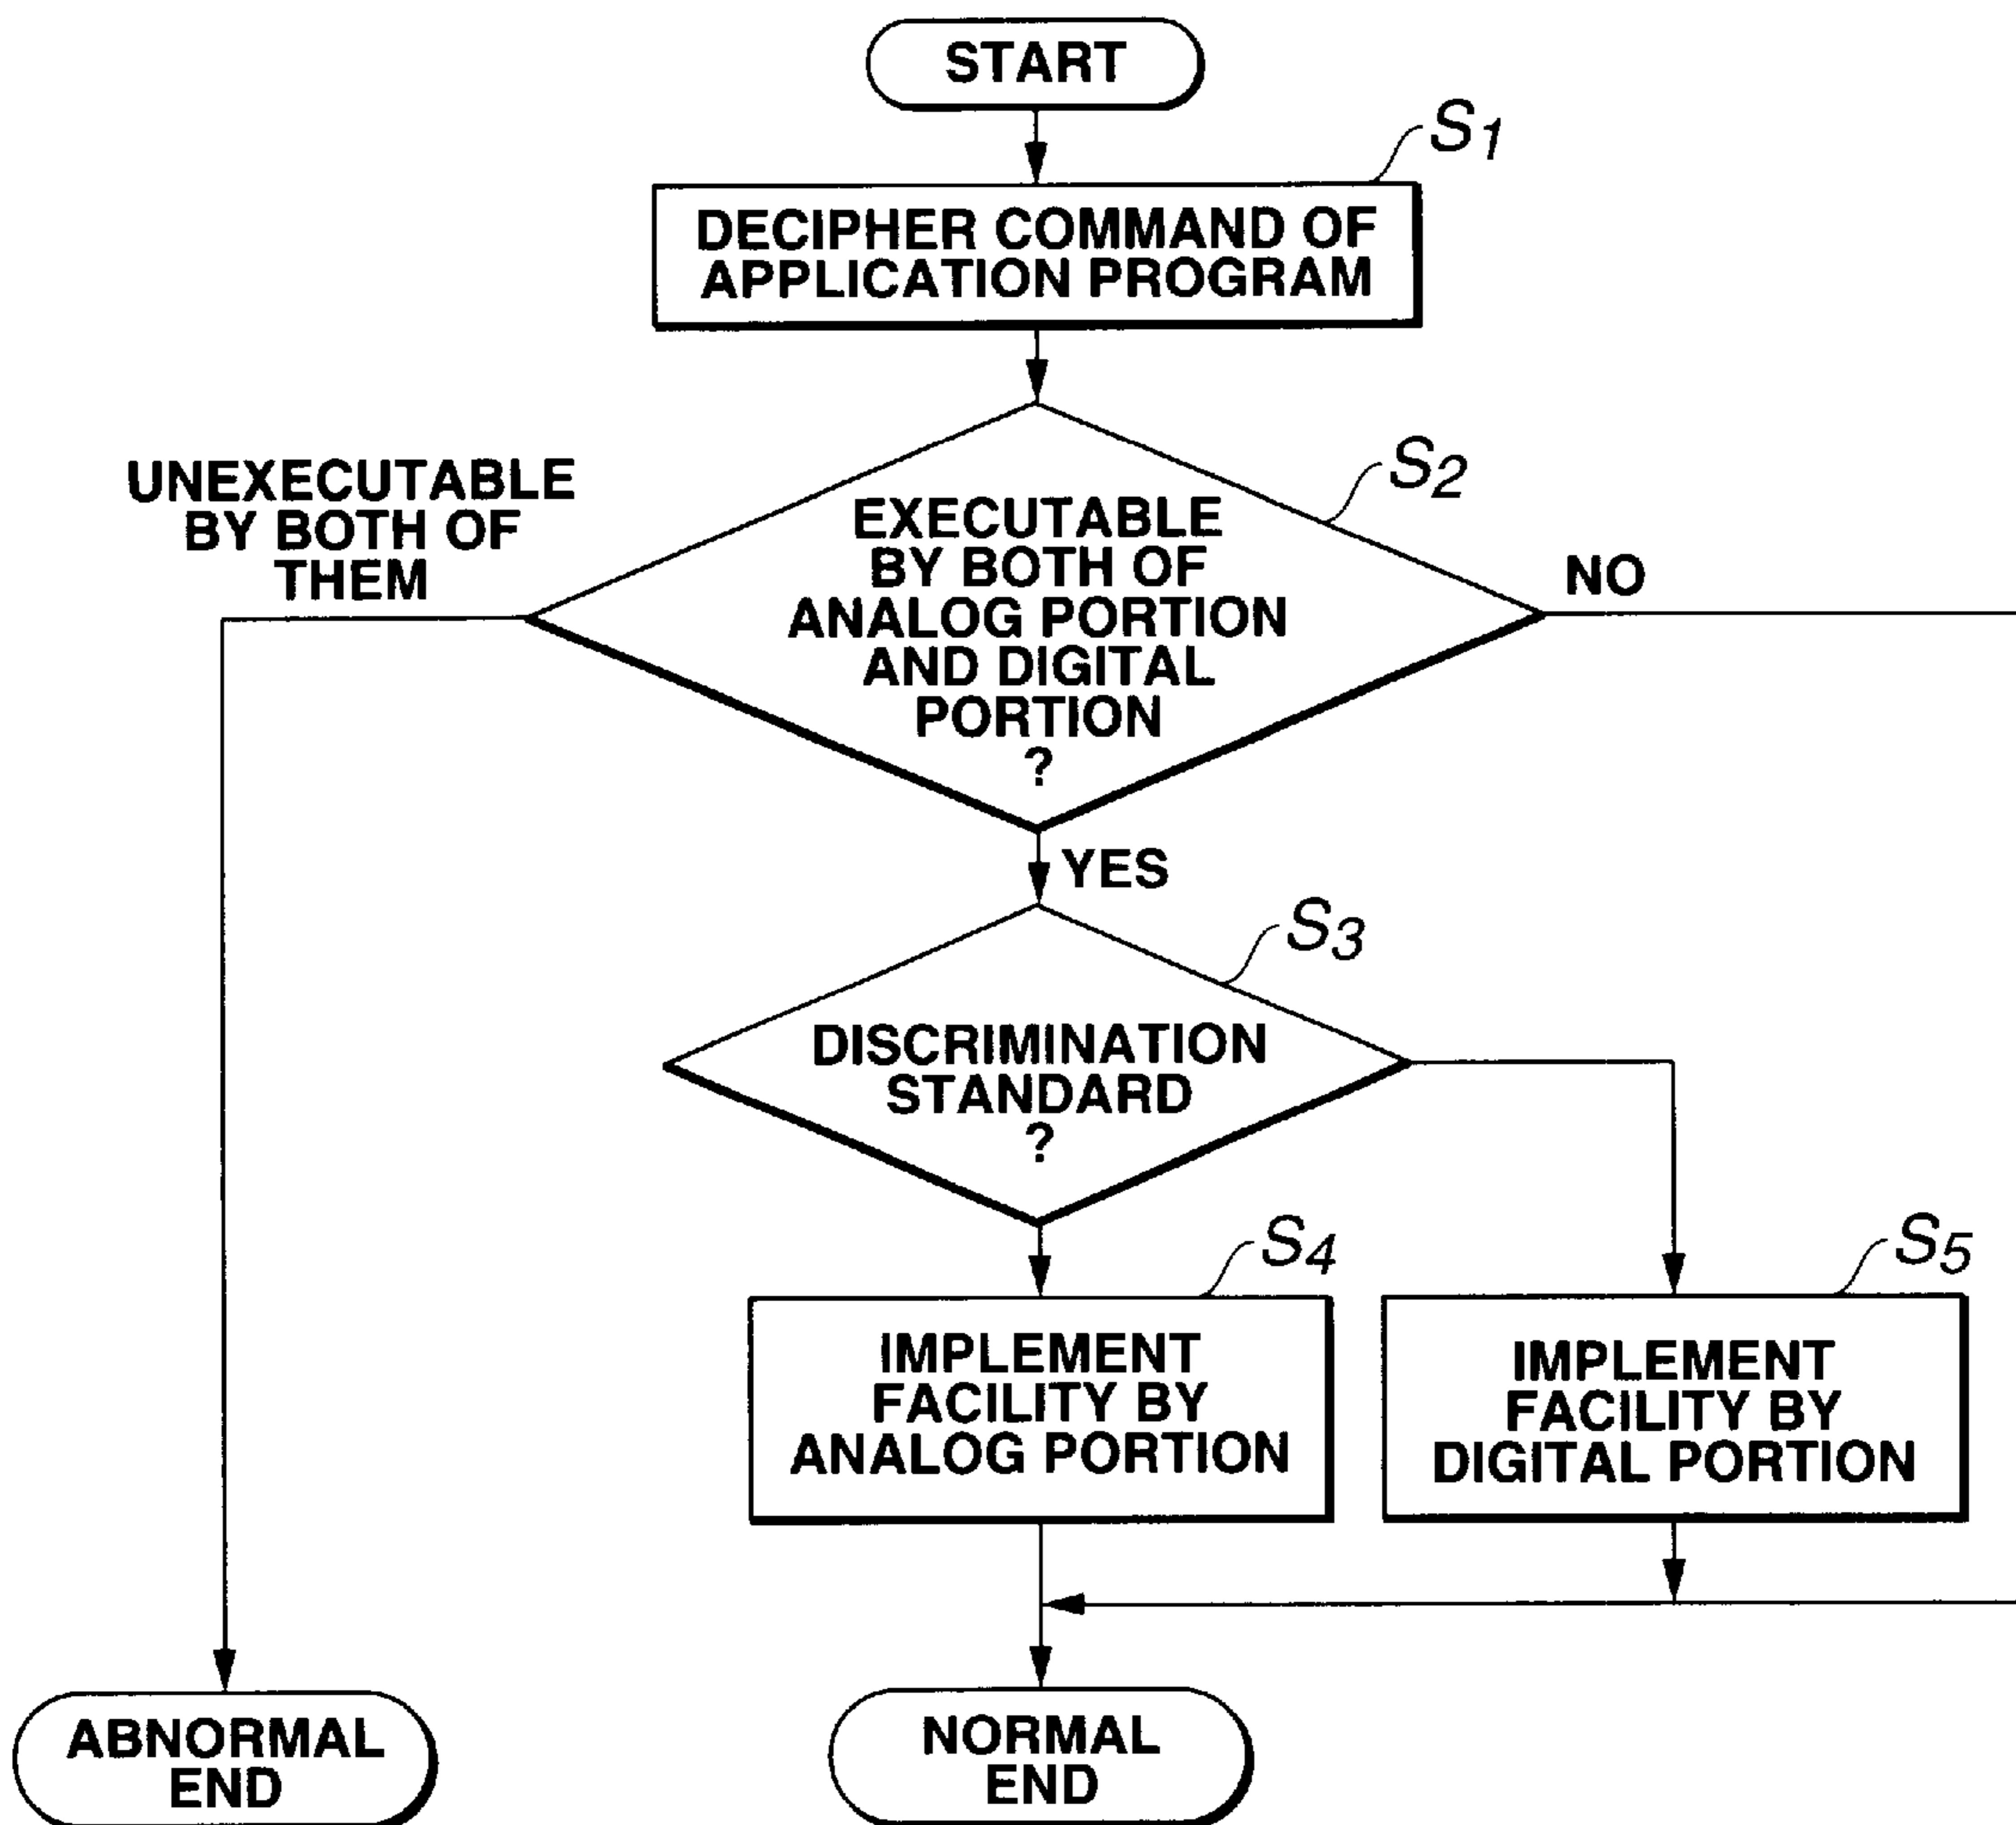 START
S1
DECIPHER COMMAND OF
APPLICATION PROGRAM
S2
UNEXECUTABLE
BY BOTH OF
THEM
EXECUTABLE
BY BOTH OF
ANALOG PORTION
AND DIGITAL
PORTION
?
NO
YES
S3
DISCRIMINATION
STANDARD
?
S4
S5
IMPLEMENT
FACILITY BY
ANALOG PORTION
IMPLEMENT
FACILITY BY
DIGITAL PORTION
ABNORMAL
END
NORMAL
END